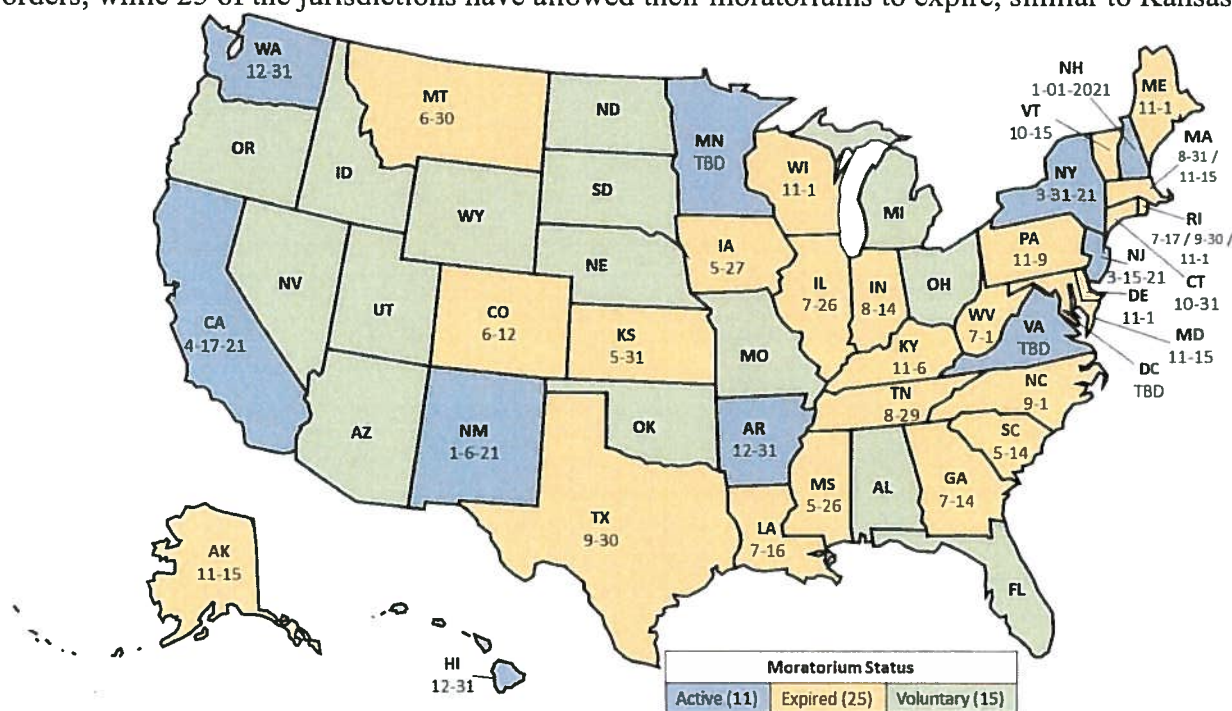 orders, while 25 of the jurisdictions have allowed their moratoriums to expire, similar to Kansas
WA
12-31
MT
6-30
ND
MN
TBD
OR
ID
SD
WI
11-1
MI
WY
NH
1-01-2021
ME
11-1
VT
10-15
MA
8-31 /
11-15
NY
3-31-21
RI
7-17 / 9-30 /
11-1
PA
11-9
NJ
3-15-21
CT
10-31
DE
11-1
MD
11-15
DC
TBD
IA
5-27
NE
NV
UT
CA
4-17-21
CO
6-12
KS
5-31
MO
IL
7-26
IN
8-14
OH
WV
7-1
VA
TBD
KY
11-6
TN
8-29
NC
9-1
SC
5-14
AZ
NM
1-6-21
OK
AR
12-31
MS
5-26
AL
GA
7-14
TX
9-30
LA
7-16
FL
AK
11-15
HI
12-31
Moratorium Status
Active (11) Expired (25) Voluntary (15)